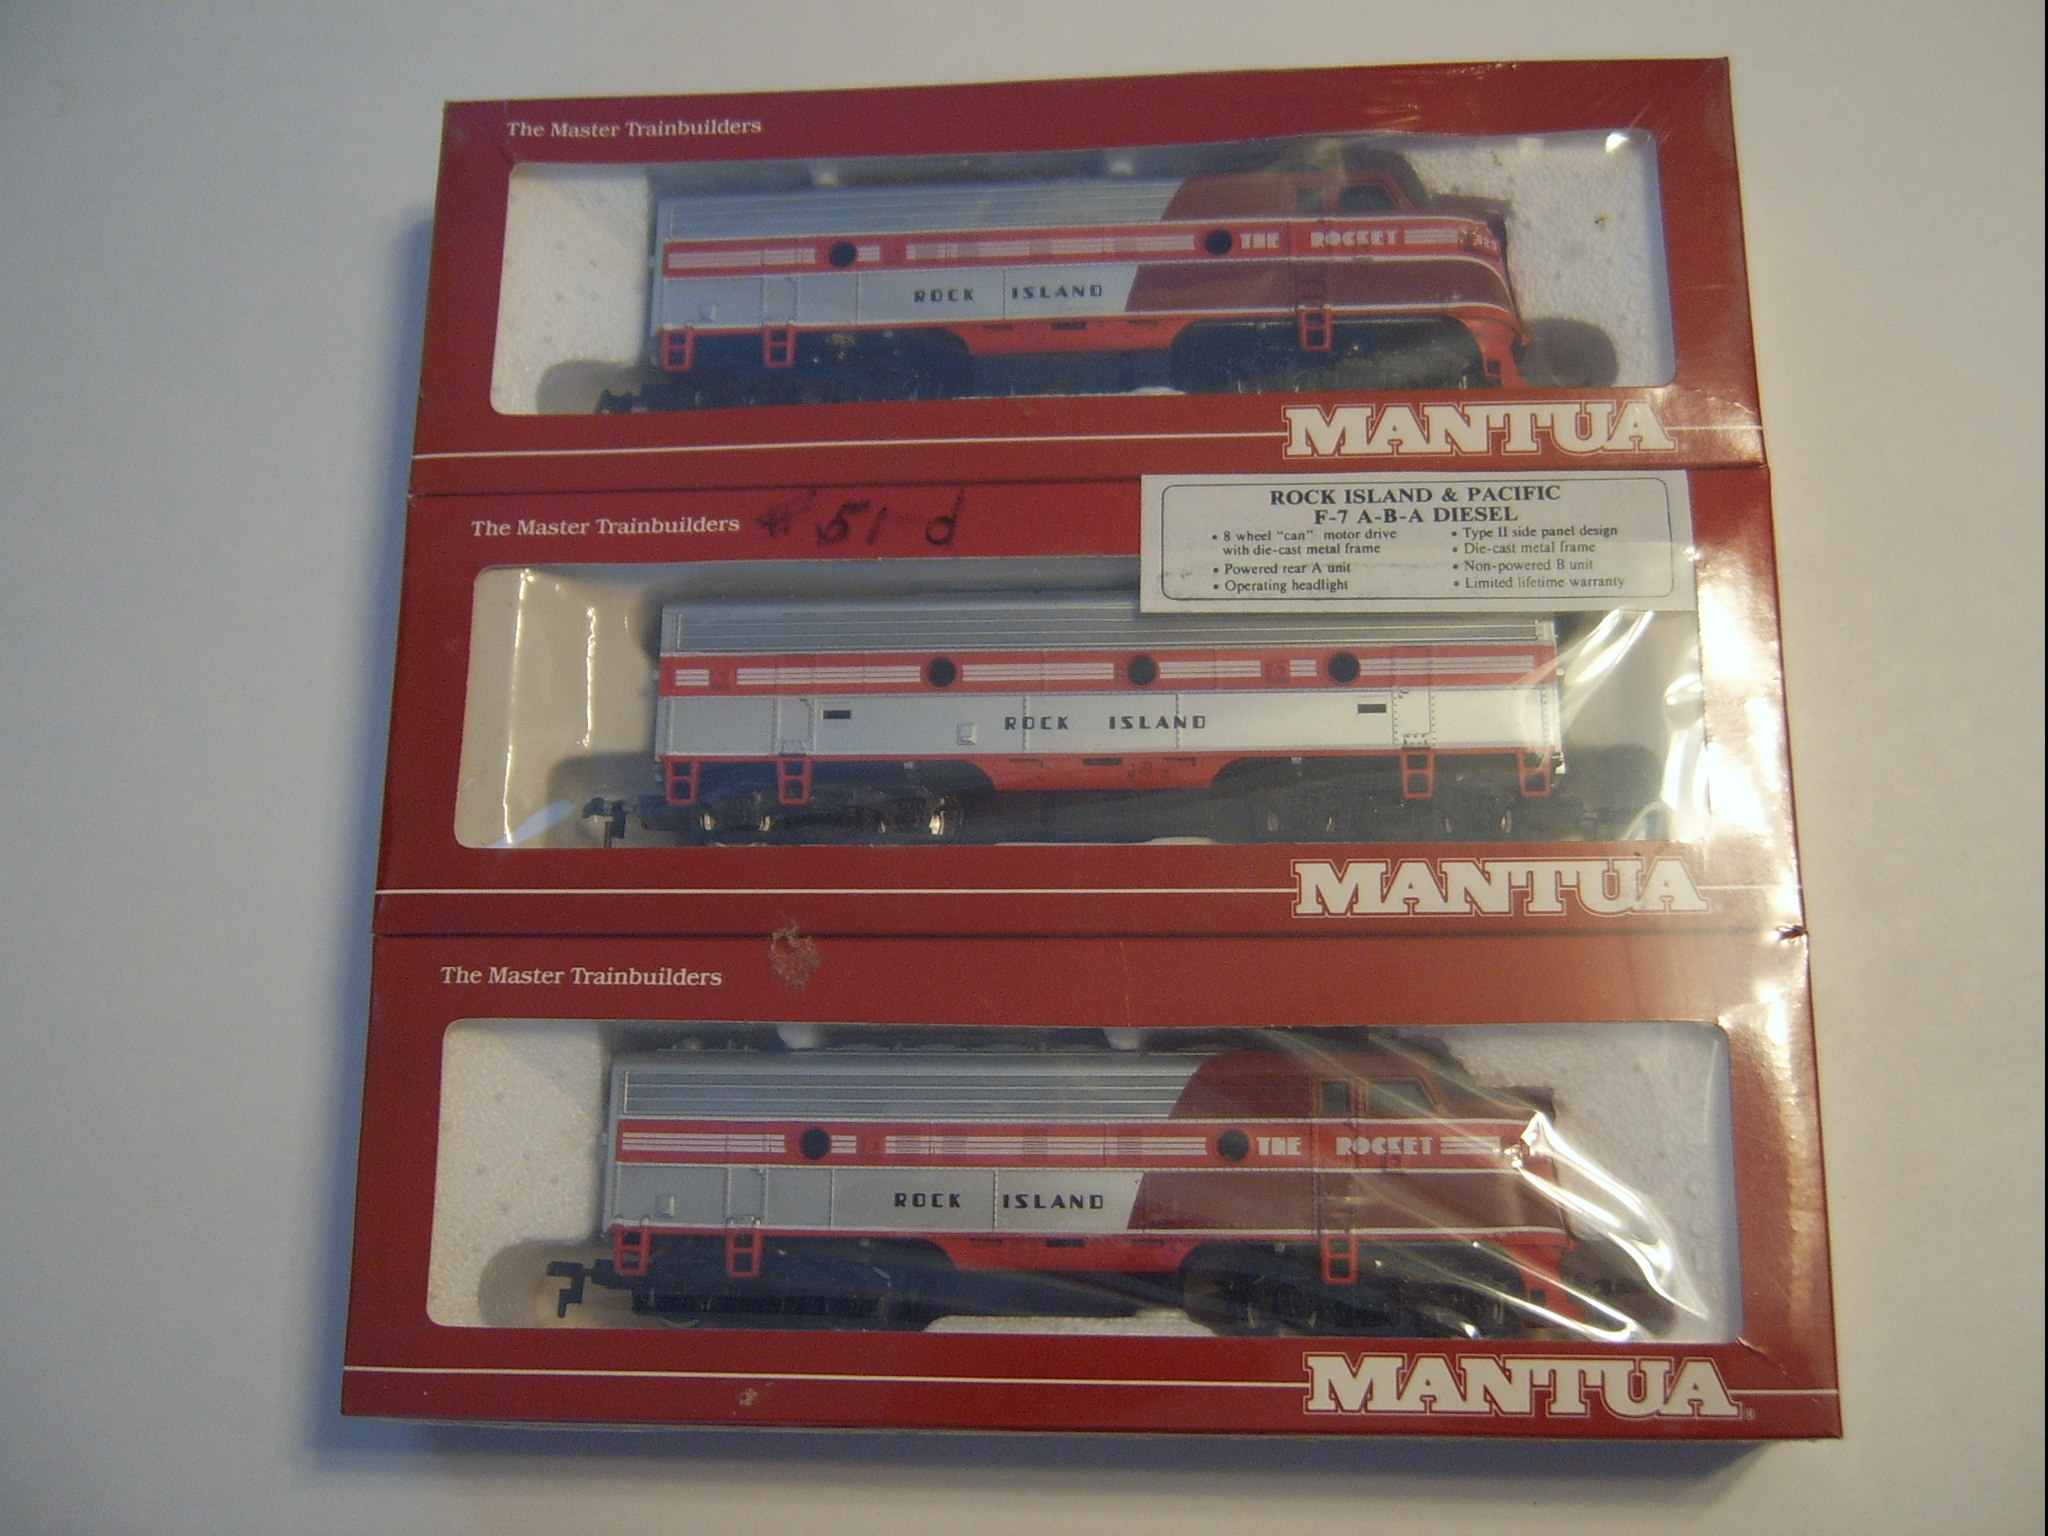 The Master Trainbuilders
THE ROCKET
ROCK ISLAND
MANTUA
The Master Trainbuilders
51-d
ROCK ISLAND & PACIFIC
F-7 A-B-A DIESEL
• 8 wheel "can" motor drive
with die-cast metal frame
• Powered rear A unit
• Operating headlight
• Type II side panel design
• Die-cast metal frame
• Non-powered B unit
• Limited lifetime warranty
ROCK ISLAND
MANTUA
The Master Trainbuilders
THE ROCKET
ROCK ISLAND
MANTUA®